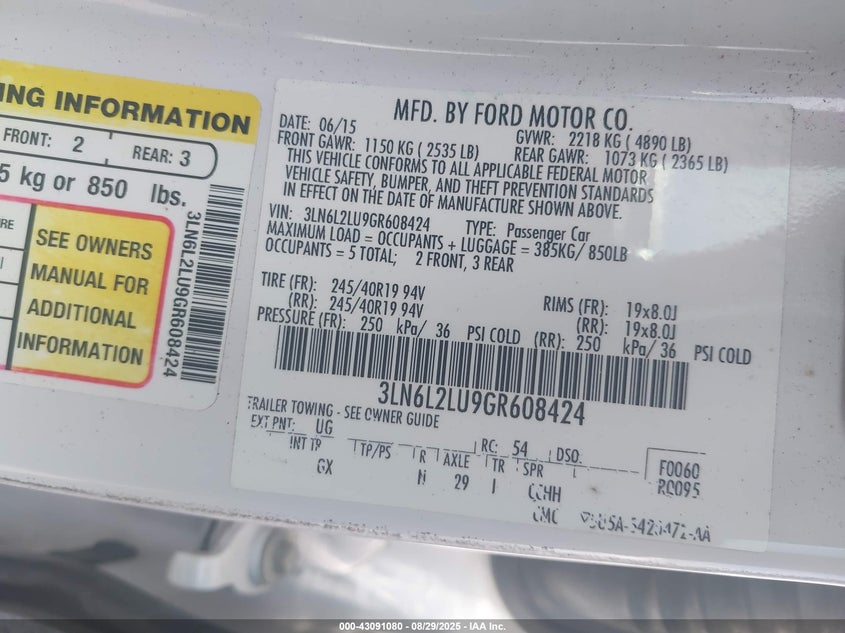 NG INFORMATION
FRONT: 2
REAR: 3
5 kg or 850 lbs.
SEE OWNERS
MANUAL FOR
ADDITIONAL
INFORMATION
3LN6L2LU9GR608424
MFD. BY FORD MOTOR CO.
DATE: 06/15
GVWR: 2218 KG ( 4890 LB)
FRONT GAWR: 1150 KG ( 2535 LB)
REAR GAWR: 1073 KG ( 2365 LB)
THIS VEHICLE CONFORMS TO ALL APPLICABLE FEDERAL MOTOR
VEHICLE SAFETY, BUMPER, AND THEFT PREVENTION STANDARDS
IN EFFECT ON THE DATE OF MANUFACTURE SHOWN ABOVE.
VIN: 3LN6L2LU9GR608424 TYPE: Passenger Car
MAXIMUM LOAD = OCCUPANTS + LUGGAGE = 385KG/ 850LB
OCCUPANTS = 5 TOTAL; 2 FRONT, 3 REAR
TIRE (FR): 245/40R19 94V RIMS (FR): 19x8.0J
(RR): 245/40R19 94V (RR): 19x8.0J
PRESSURE (FR): 250 kPa/ 36 PSI COLD (RR): 250 kPa/ 36 PSI COLD
3LN6L2LU9GR608424
TRAILER TOWING - SEE OWNER GUIDE
EXT PNT: UG RC: 54 DSO:
INT TR TP/PS R AXLE TR SPR
GX N 29 I
F0060
R0095
000-43091080 - 08/29/2025 - IAA Inc.